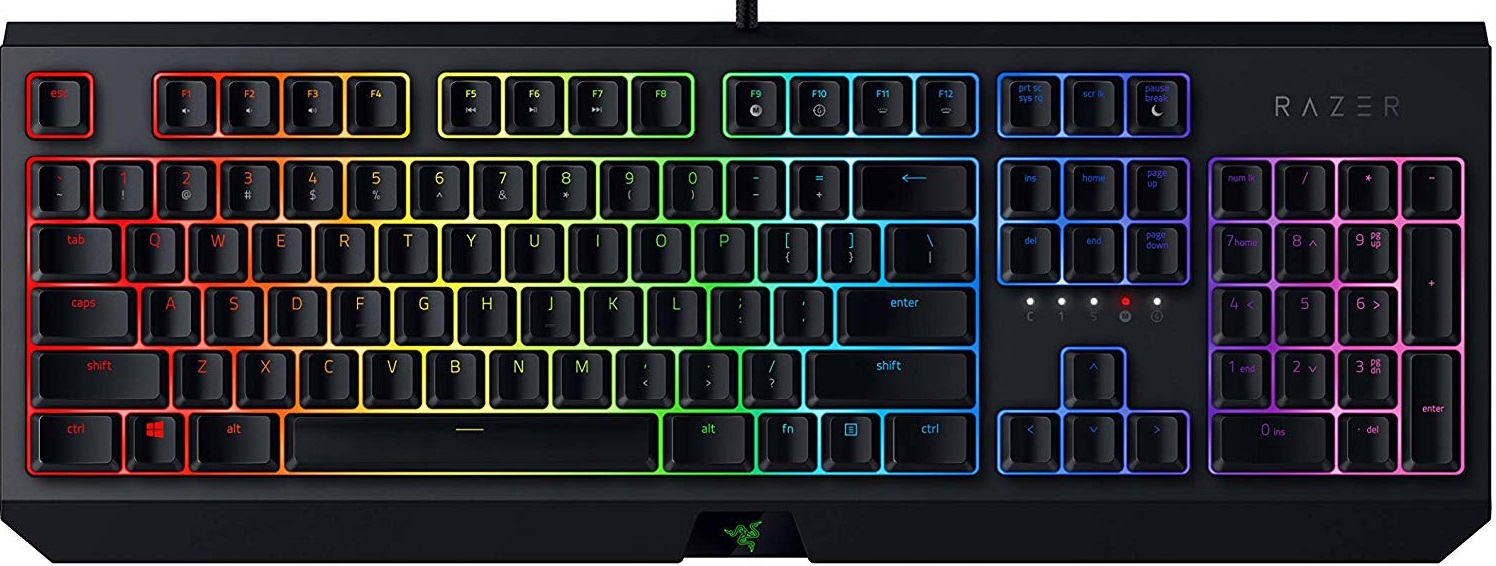 RAZER
esc F1 F2 F3 F4 F5 F6 F7 F8 F9 F10 F11 F12 prt sc scr lk pause
M sys rq break
` 1 2 3 4 5 6 7 8 9 0 - = ← ins home page up num lk / * -
~ ! @ # $ % ^ & * ( ) - +
tab Q W E R T Y U I O P [ ] \ del end page down 7 home 8 ^ 9 pg up
{ } | +
caps A S D F G H J K L ; ' enter 4 < 5 6 >
: "
C 1 S M G
shift Z X C V B N M , . / shift ^ 1 end 2 v 3 pg dn
< > ? enter
ctrl alt alt fn ctrl < v > 0 ins . del